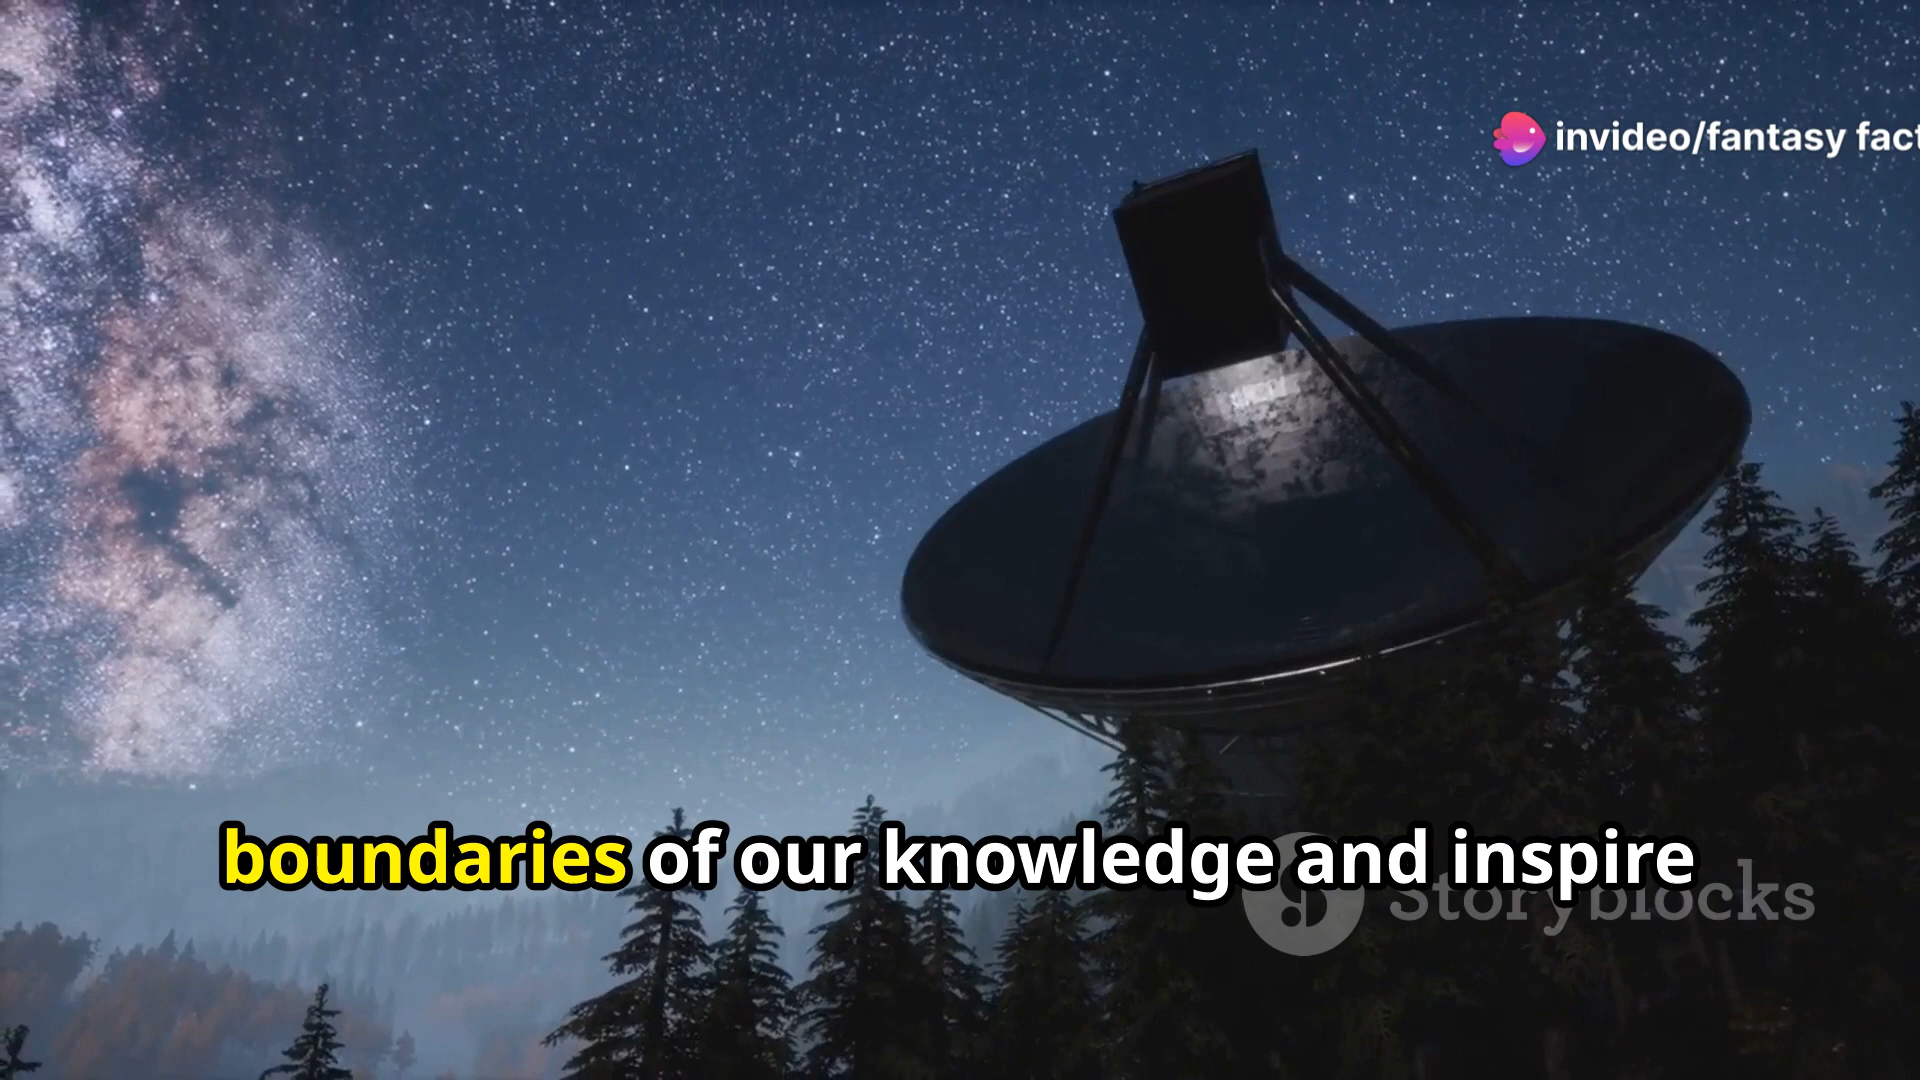 invideo/fantasy fact
boundaries of our knowledge and inspire
Storyblocks